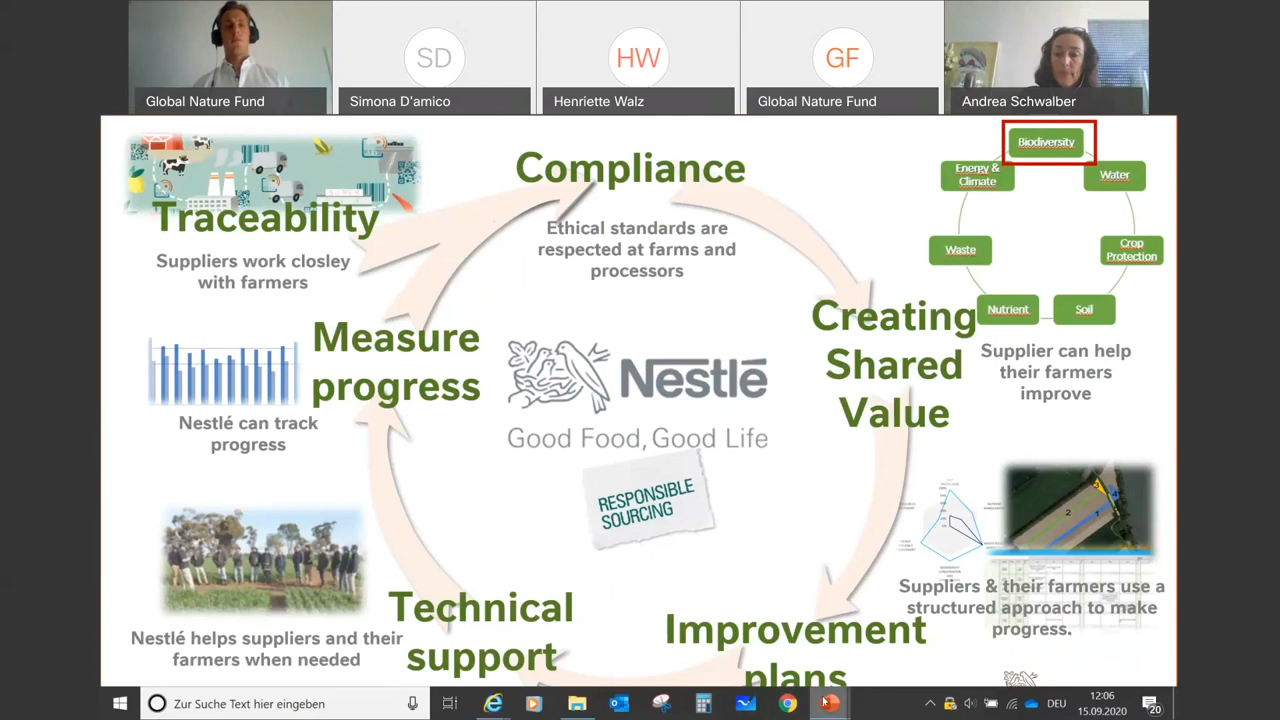 SD
HW
GF
Global Nature Fund
Simona D'amico
Henriette Walz
Global Nature Fund
Andrea Schwalber
Compliance
Ethical standards are
respected at farms and
processors
Traceability
Suppliers work closley
with farmers
Biodiversity
Energy &
Climate
Water
Waste
Crop
Protection
Nutrient
Soil
Creating
Shared
Value
Supplier can help
their farmers
improve
Measure
progress
Nestlé can track
progress
Nestlé
Good Food, Good Life
RESPONSIBLE
SOURCING
2
1
Suppliers & their farmers use a
structured approach to make
progress.
Technical
support
Nestlé helps suppliers and their
farmers when needed
Improvement
plans
Zur Suche Text hier eingeben
DEU
12:06
15.09.2020
20